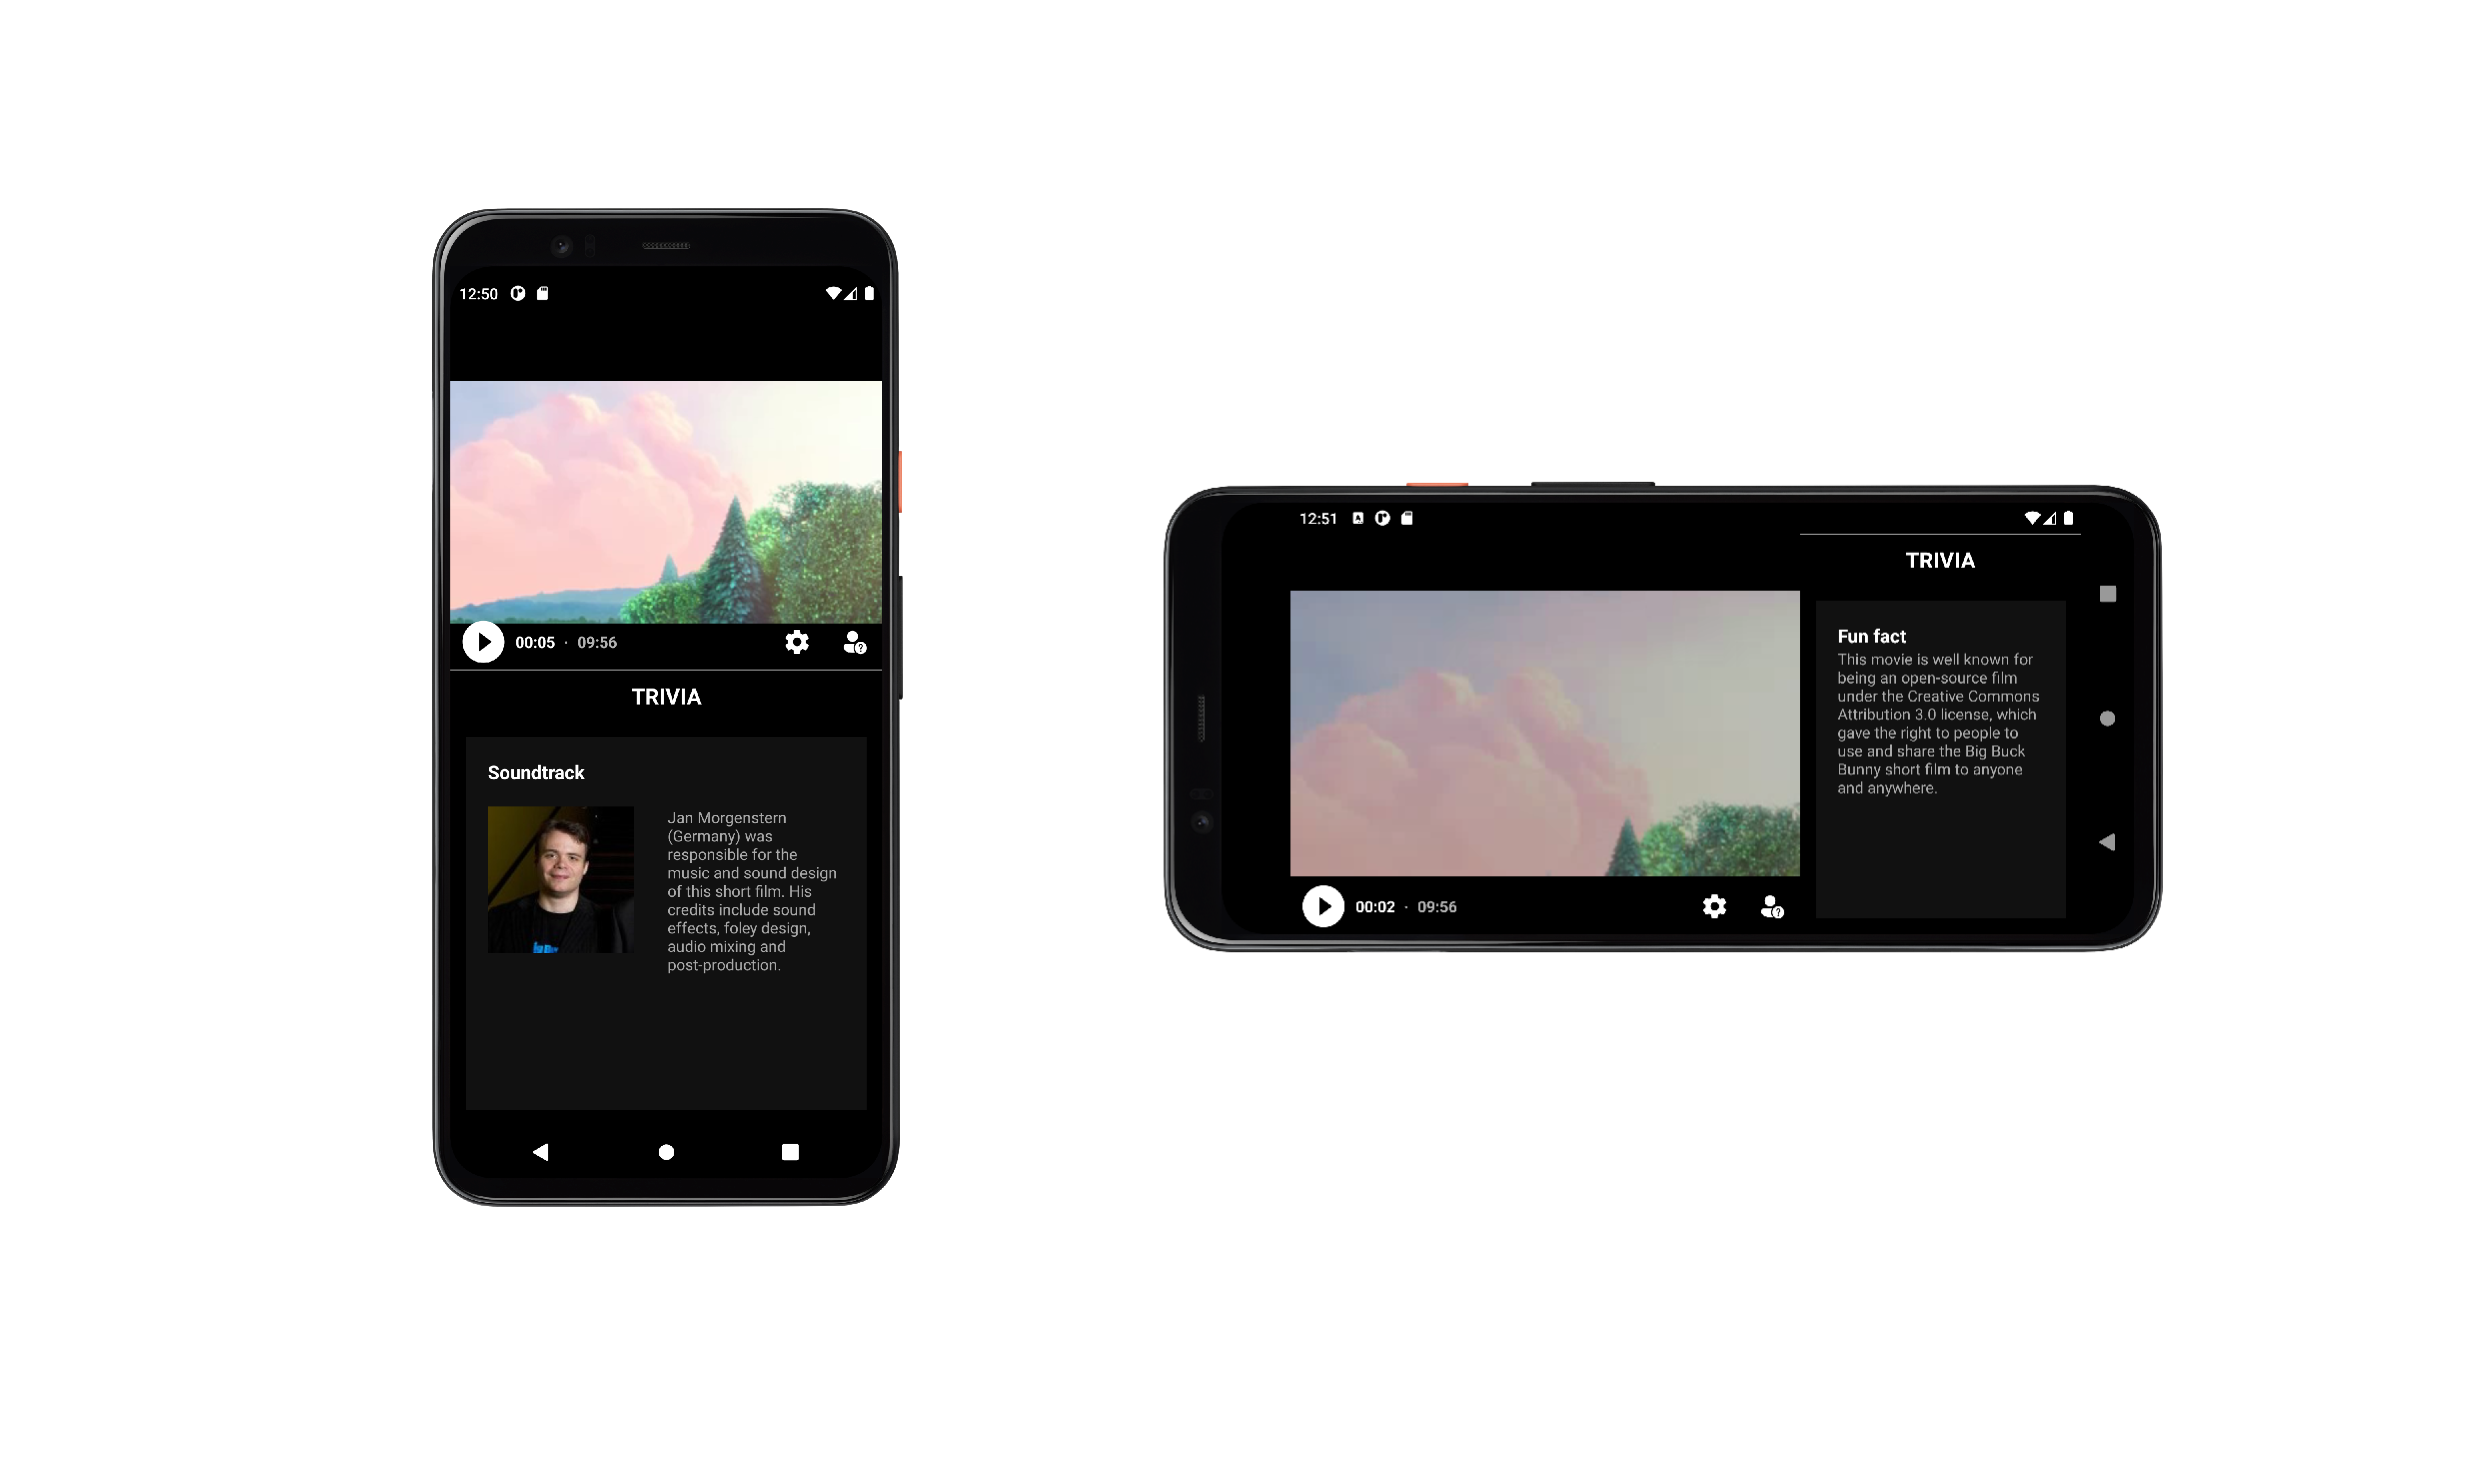 12:50
00:05 · 09:56
TRIVIA
Soundtrack
Jan Morgenstern
(Germany) was
responsible for the
music and sound design
of this short film. His
credits include sound
effects, foley design,
audio mixing and
post-production.
12:51
TRIVIA
Fun fact
This movie is well known for
being an open-source film
under the Creative Commons
Attribution 3.0 license, which
gave the right to people to
use and share the Big Buck
Bunny short film to anyone
and anywhere.
00:02 · 09:56